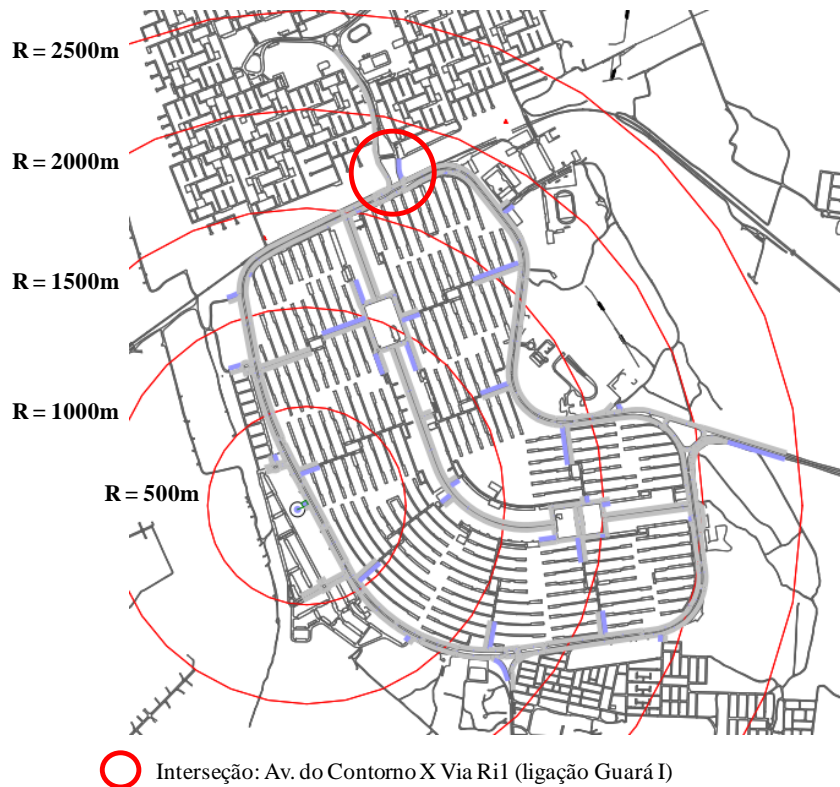 R = 2500m
R = 2000m
R = 1500m
R = 1000m
R = 500m
Interseção: Av. do Contorno X Via Ri1 (ligação Guará I)